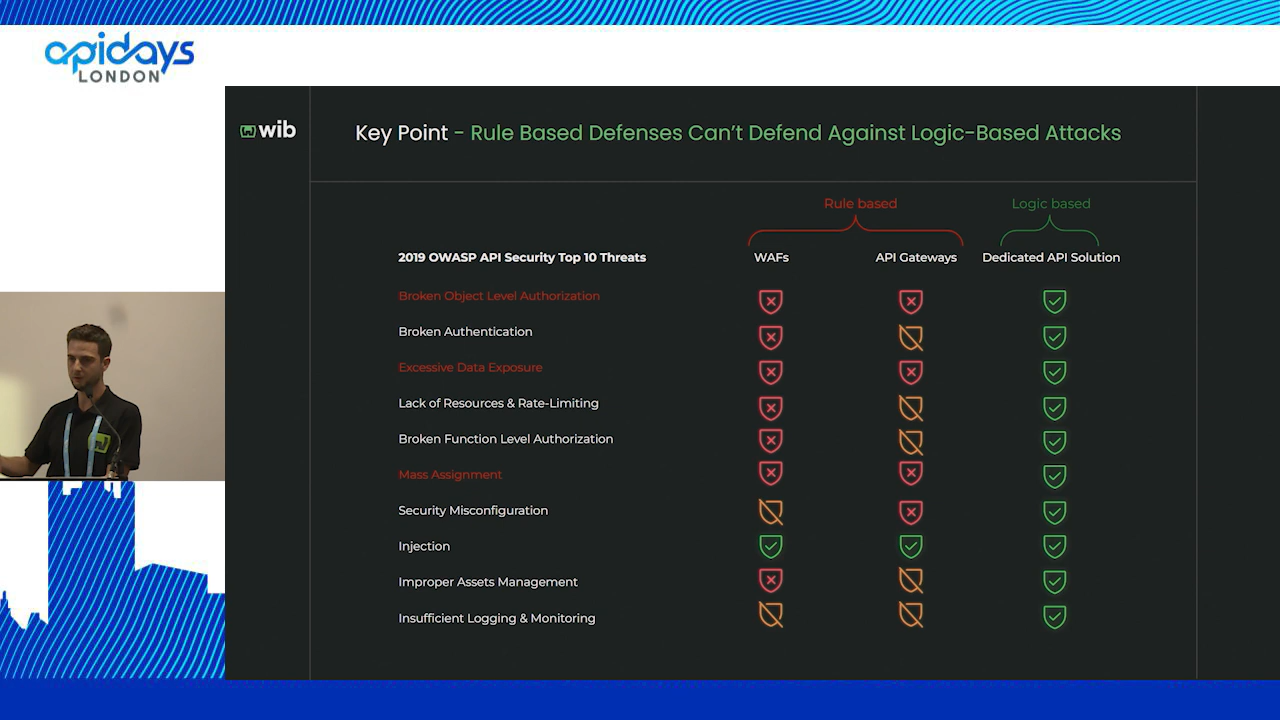 apidays
LONDON
wib
Key Point - Rule Based Defenses Can't Defend Against Logic-Based Attacks
Rule based
Logic based
2019 OWASP API Security Top 10 Threats
WAFs
API Gateways
Dedicated API Solution
Broken Object Level Authorization
Broken Authentication
Excessive Data Exposure
Lack of Resources & Rate-Limiting
Broken Function Level Authorization
Mass Assignment
Security Misconfiguration
Injection
Improper Assets Management
Insufficient Logging & Monitoring